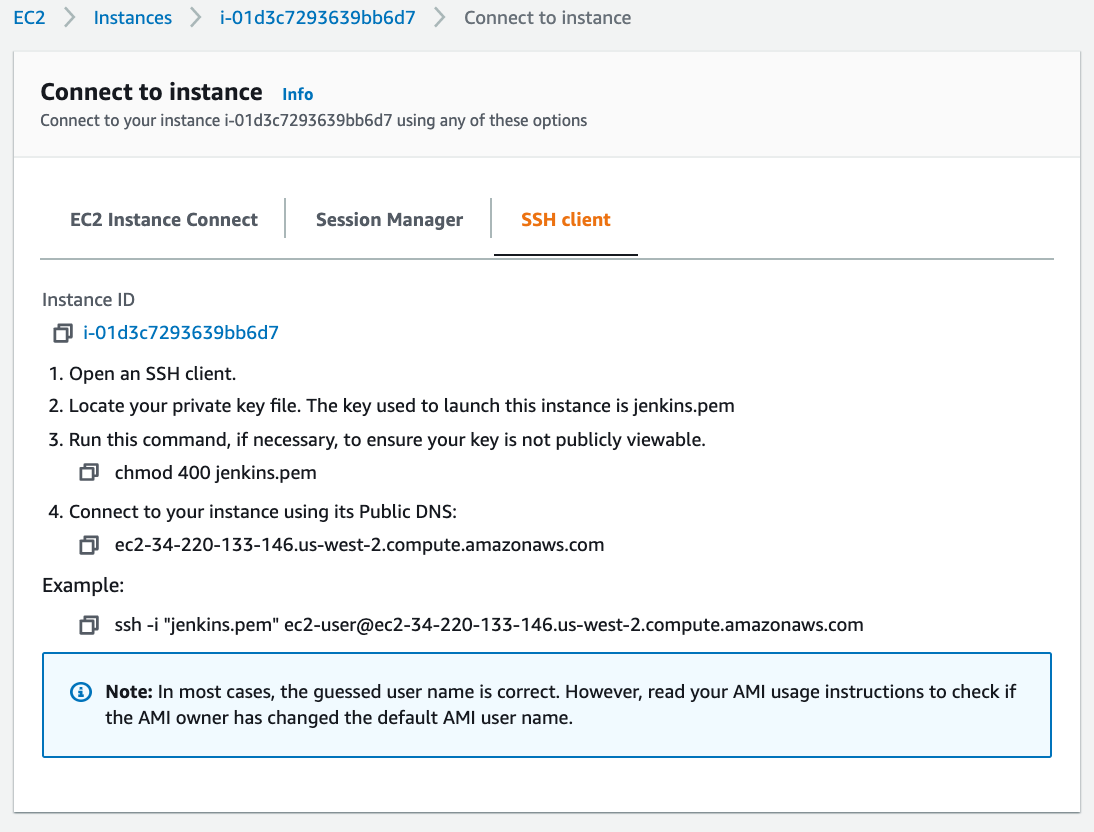 EC2 Instances i-01d3c7293639bb6d7 Connect to instance
Connect to instance Info
Connect to your instance i-01d3c7293639bb6d7 using any of these options
EC2 Instance Connect Session Manager SSH client
Instance ID
i-01d3c7293639bb6d7
1. Open an SSH client.
2. Locate your private key file. The key used to launch this instance is jenkins.pem
3. Run this command, if necessary, to ensure your key is not publicly viewable.
chmod 400 jenkins.pem
4. Connect to your instance using its Public DNS:
ec2-34-220-133-146.us-west-2.compute.amazonaws.com
Example:
ssh -i "jenkins.pem" ec2-user@ec2-34-220-133-146.us-west-2.compute.amazonaws.com
Note: In most cases, the guessed user name is correct. However, read your AMI usage instructions to check if
the AMI owner has changed the default AMI user name.